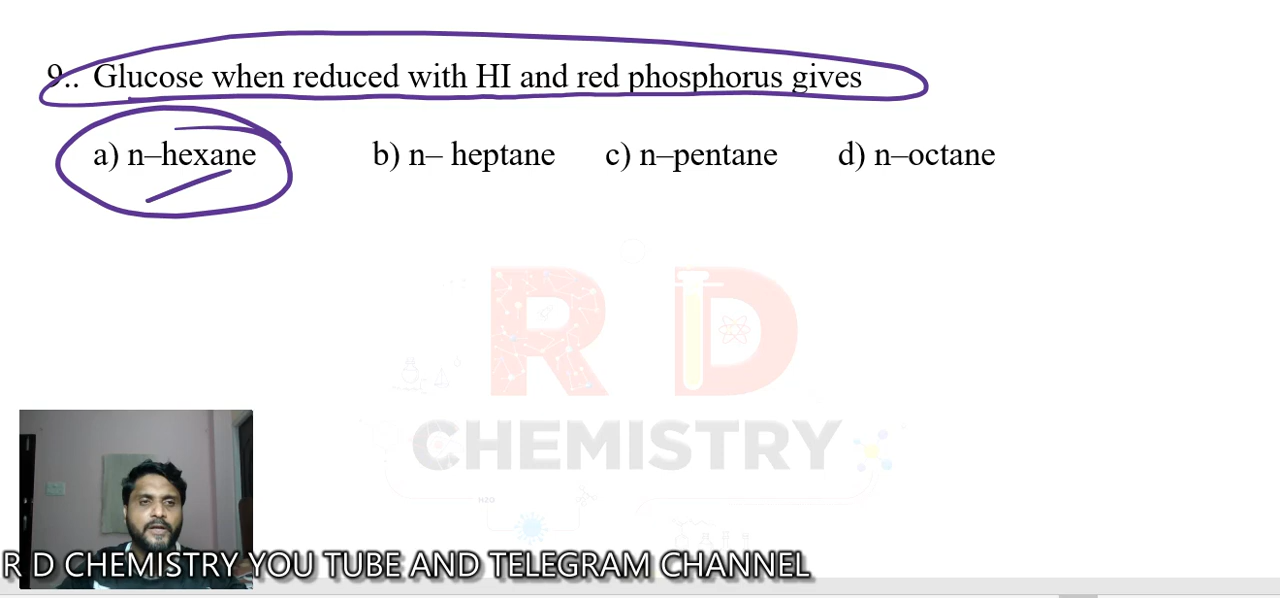 9.. Glucose when reduced with HI and red phosphorus gives
a) n–hexane b) n– heptane c) n–pentane d) n–octane
R D
CHEMISTRY
H2O
R D CHEMISTRY YOU TUBE AND TELEGRAM CHANNEL